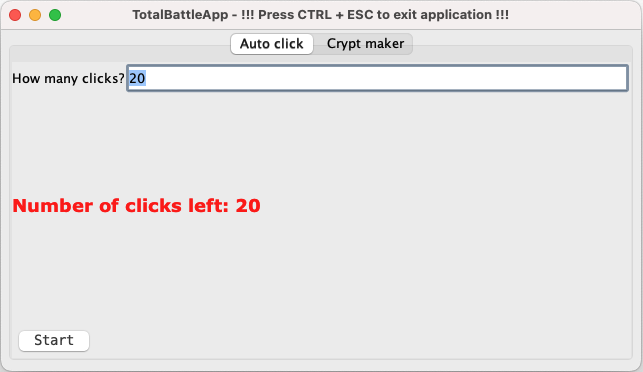 TotalBattleApp - !!! Press CTRL + ESC to exit application !!!
Auto click Crypt maker
How many clicks? 20
Number of clicks left: 20
Start